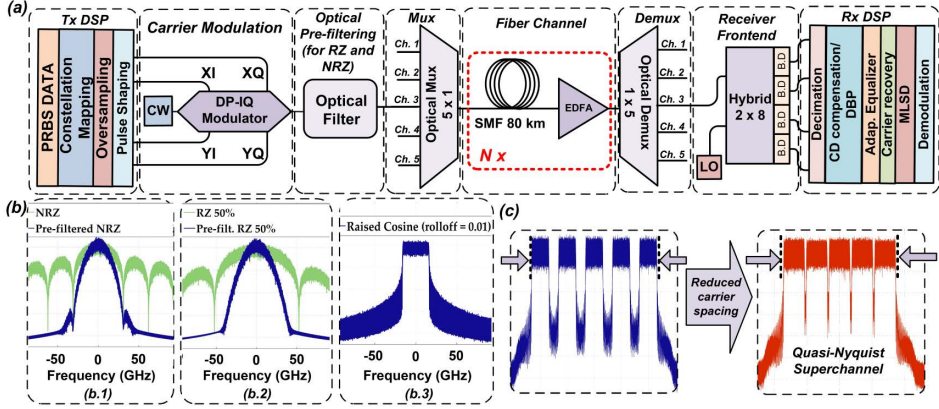 (a)
Tx DSP
PRBS DATA
Constellation
Mapping
Oversampling
Pulse Shaping
Carrier Modulation
XI
XQ
CW
DP-IQ
Modulator
YI
YQ
Optical
Pre-filtering
(for RZ and
NRZ)
Optical
Filter
Mux
Ch. 1
Ch. 2
Ch. 3
Ch. 4
Ch. 5
Optical Mux
5 x 1
Fiber Channel
SMF 80 km
EDFA
N x
Demux
Optical Demux
1 x 5
Ch. 1
Ch. 2
Ch. 3
Ch. 4
Ch. 5
Receiver
Frontend
Hybrid
2 x 8
LO
B.D
B.D
B.D
B.D
Rx DSP
Decimation
CD compensation/
DBP
Adap. Equalizer
Carrier recovery
MLSD
Demodulation
(b)
NRZ
Pre-filtered NRZ
-50
0
50
Frequency (GHz)
(b.1)
RZ 50%
Pre-filt. RZ 50%
-50
0
50
Frequency (GHz)
(b.2)
Raised Cosine (rolloff = 0.01)
-50
0
50
Frequency (GHz)
(b.3)
(c)
Reduced
carrier
spacing
Quasi-Nyquist
Superchannel